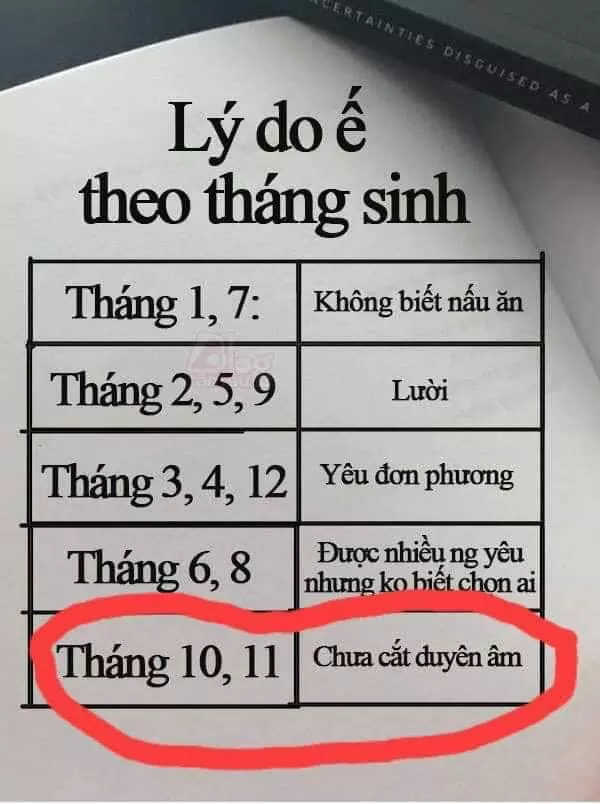 CERTAINTIES DISGUISED AS A
Lý do ế
theo tháng sinh
Tháng 1, 7:
Không biết nấu ăn
Tháng 2, 5, 9
Lười
Tháng 3, 4, 12
Yêu đơn phương
Tháng 6, 8
Được nhiều ng yêu
nhưng ko biết chọn ai
Tháng 10, 11
Chưa cắt duyên âm